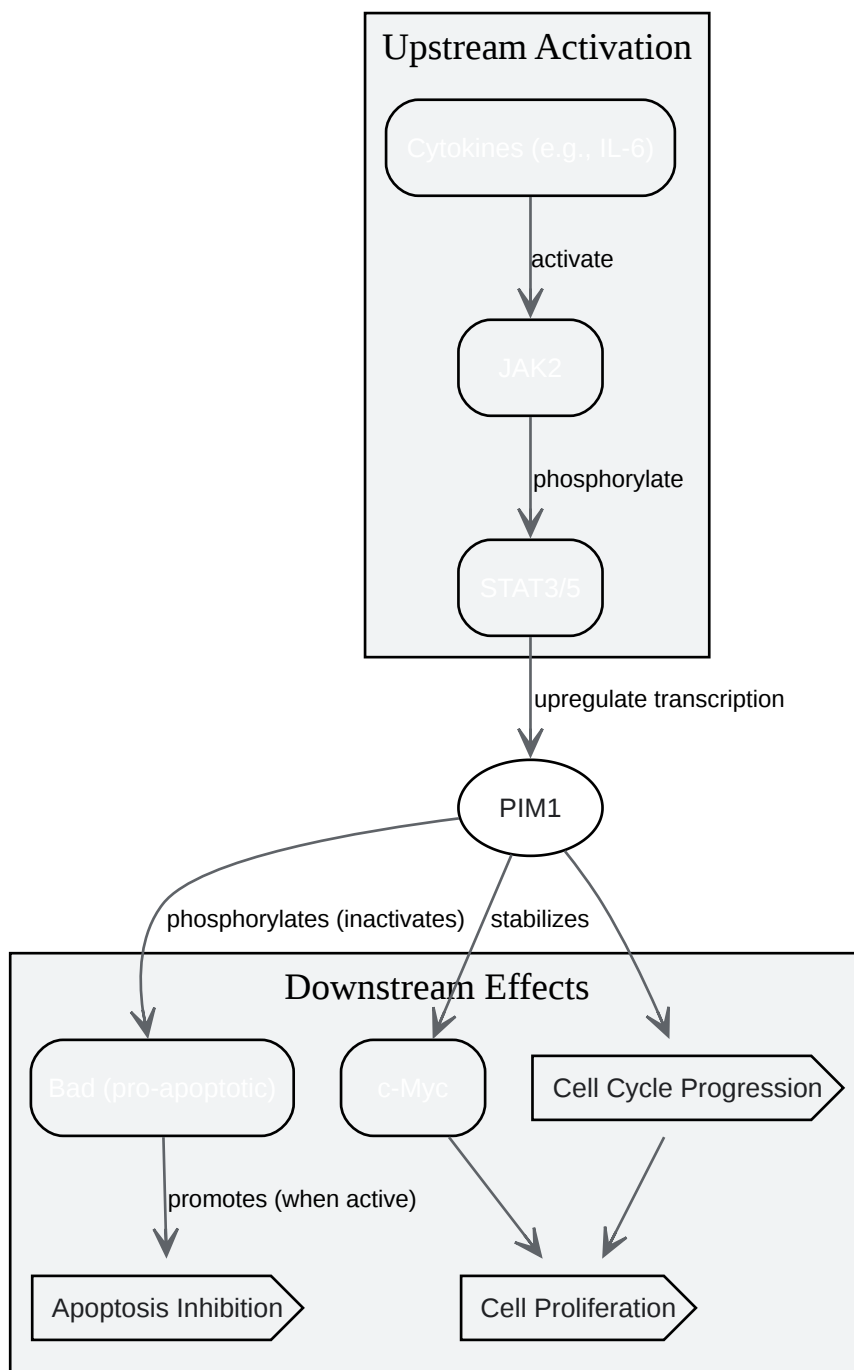 Upstream Activation
Cytokines (e.g., IL-6)
activate
JAK2
phosphorylate
STAT3/5
upregulate transcription
PIM1
phosphorylates (inactivates)
stabilizes
Downstream Effects
Bad (pro-apoptotic)
c-Myc
Cell Cycle Progression
promotes (when active)
Apoptosis Inhibition
Cell Proliferation